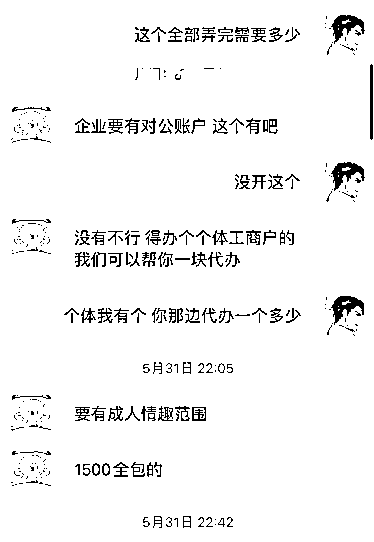 这个全部弄完需要多少
企业要有对公账户 这个有吧
没开这个
没有不行 得办个个体工商户的
我们可以帮你一块代办
个体我有个 你那边代办一个多少
5月31日 22:05
要有成人情趣范围
1500全包的
5月31日 22:42